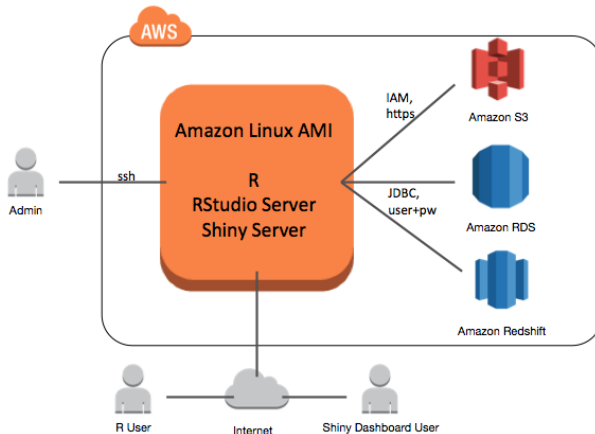 AWS
Amazon Linux AMI
R
RStudio Server
Shiny Server
ssh
Admin
IAM,
https
Amazon S3
JDBC,
user+pw
Amazon RDS
Amazon Redshift
R User
Internet
Shiny Dashboard User